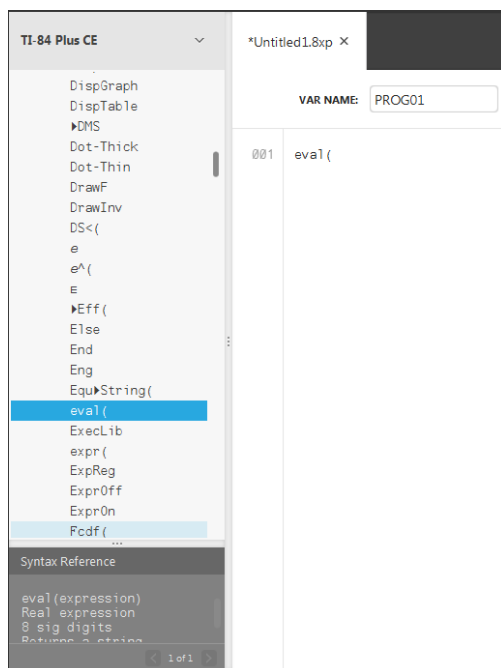 TI-84 Plus CE
*Untitled1.8xp ×
VAR NAME: PROG01
DispGraph
DispTable
►DMS
Dot-Thick
Dot-Thin
DrawF
DrawInv
DS<(
e
e^(
ᴇ
►Eff(
Else
End
Eng
Equ►String(
eval(
ExecLib
expr(
ExpReg
ExprOff
ExprOn
Fcdf(
001 eval(
Syntax Reference
eval(expression)
Real expression
8 sig digits
Returns a string
1 of 1